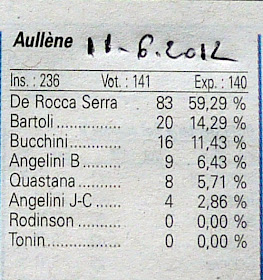 Aullène 11-6.2012
Ins. : 236 Vot. : 141 Exp. : 140
De Rocca Serra 83 59,29 %
Bartoli.............. 20 14,29 %
Bucchini............ 16 11,43 %
Angelini B......... 9 6,43 %
Quastana.......... 8 5,71 %
Angelini J-C...... 4 2,86 %
Rodinson.......... 0 0,00 %
Tonin................ 0 0,00 %